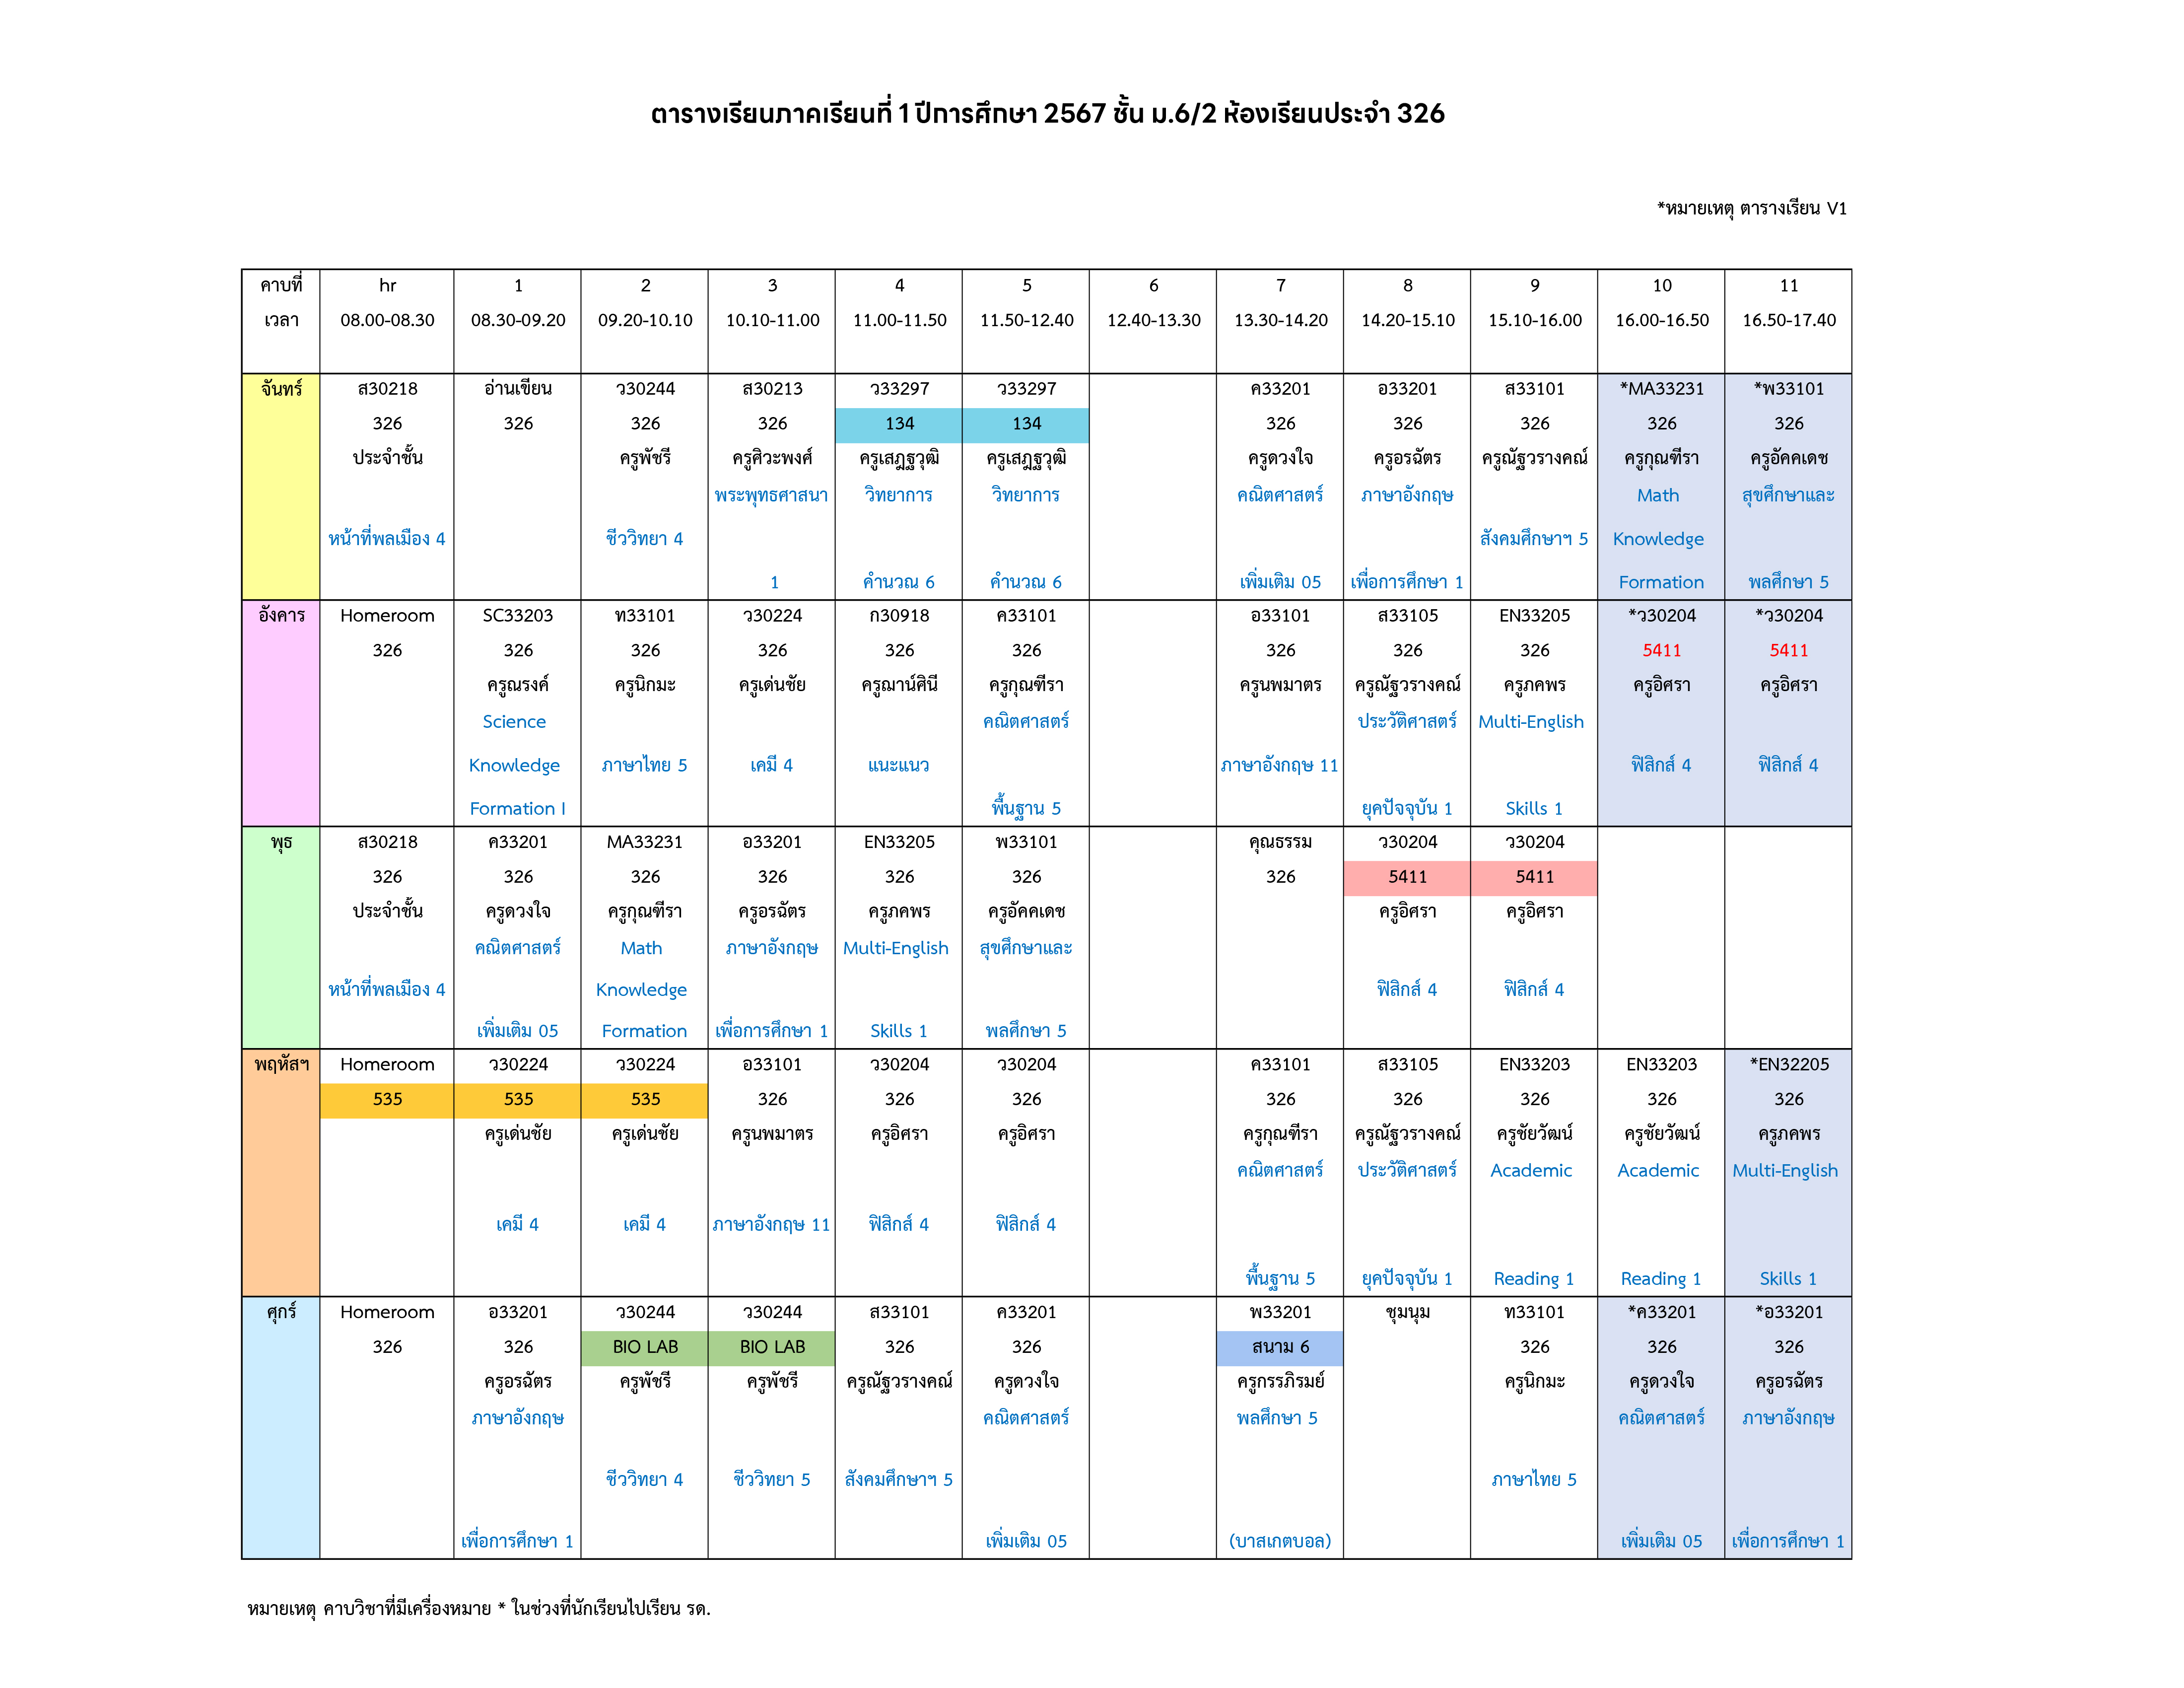 ตารางเรียนภาคเรียนที่ 1 ปีการศึกษา 2567 ชั้น ม.6/2 ห้องเรียนประจำ 326
*หมายเหตุ ตารางเรียน V1
คาบที่ hr 1 2 3 4 5 6 7 8 9 10 11
เวลา 08.00-08.30 08.30-09.20 09.20-10.10 10.10-11.00 11.00-11.50 11.50-12.40 12.40-13.30 13.30-14.20 14.20-15.10 15.10-16.00 16.00-16.50 16.50-17.40
จันทร์ ส30218 อ่านเขียน ว30244 ส30213 ว33297 ว33297 ค33201 อ33201 ส33101 *MA33231 *พ33101
326 326 326 326 134 134 326 326 326 326 326
ประจำชั้น ครูพัชรี ครูศิวะพงศ์ ครูเสฎฐวุฒิ ครูเสฎฐวุฒิ ครูดวงใจ ครูอรฉัตร ครูณัฐวรางคณ์ ครูกุณฑีรา ครูอัคคเดช
พระพุทธศาสนา วิทยาการ วิทยาการ คณิตศาสตร์ ภาษาอังกฤษ Math สุขศึกษาและ
หน้าที่พลเมือง 4 ชีววิทยา 4 สังคมศึกษาฯ 5 Knowledge
1 คำนวณ 6 คำนวณ 6 เพิ่มเติม 05 เพื่อการศึกษา 1 Formation พลศึกษา 5
อังคาร Homeroom SC33203 ท33101 ว30224 ก30918 ค33101 อ33101 ส33105 EN33205 *ว30204 *ว30204
326 326 326 326 326 326 326 326 326 5411 5411
ครูณรงค์ ครูนิกมะ ครูเด่นชัย ครูฌาน์ศินี ครูกุณฑีรา ครูนพมาตร ครูณัฐวรางคณ์ ครูภคพร ครูอิศรา ครูอิศรา
Science คณิตศาสตร์ ประวัติศาสตร์ Multi-English
Knowledge ภาษาไทย 5 เคมี 4 แนะแนว ภาษาอังกฤษ 11 ฟิสิกส์ 4 ฟิสิกส์ 4
Formation I พื้นฐาน 5 ยุคปัจจุบัน 1 Skills 1
พุธ ส30218 ค33201 MA33231 อ33201 EN33205 พ33101 คุณธรรม ว30204 ว30204
326 326 326 326 326 326 326 5411 5411
ประจำชั้น ครูดวงใจ ครูกุณฑีรา ครูอรฉัตร ครูภคพร ครูอัคคเดช ครูอิศรา ครูอิศรา
คณิตศาสตร์ Math ภาษาอังกฤษ Multi-English สุขศึกษาและ
หน้าที่พลเมือง 4 Knowledge ฟิสิกส์ 4 ฟิสิกส์ 4
เพิ่มเติม 05 Formation เพื่อการศึกษา 1 Skills 1 พลศึกษา 5
พฤหัสฯ Homeroom ว30224 ว30224 อ33101 ว30204 ว30204 ค33101 ส33105 EN33203 EN33203 *EN32205
535 535 535 326 326 326 326 326 326 326 326
ครูเด่นชัย ครูเด่นชัย ครูนพมาตร ครูอิศรา ครูอิศรา ครูกุณฑีรา ครูณัฐวรางคณ์ ครูชัยวัฒน์ ครูชัยวัฒน์ ครูภคพร
คณิตศาสตร์ ประวัติศาสตร์ Academic Academic Multi-English
เคมี 4 เคมี 4 ภาษาอังกฤษ 11 ฟิสิกส์ 4 ฟิสิกส์ 4
พื้นฐาน 5 ยุคปัจจุบัน 1 Reading 1 Reading 1 Skills 1
ศุกร์ Homeroom อ33201 ว30244 ว30244 ส33101 ค33201 พ33201 ชุมนุม ท33101 *ค33201 *อ33201
326 326 BIO LAB BIO LAB 326 326 สนาม 6 326 326 326
ครูอรฉัตร ครูพัชรี ครูพัชรี ครูณัฐวรางคณ์ ครูดวงใจ ครูกรรภิรมย์ ครูนิกมะ ครูดวงใจ ครูอรฉัตร
ภาษาอังกฤษ คณิตศาสตร์ พลศึกษา 5 คณิตศาสตร์ ภาษาอังกฤษ
ชีววิทยา 4 ชีววิทยา 5 สังคมศึกษาฯ 5 ภาษาไทย 5
เพื่อการศึกษา 1 เพิ่มเติม 05 (บาสเกตบอล) เพิ่มเติม 05 เพื่อการศึกษา 1
หมายเหตุ คาบวิชาที่มีเครื่องหมาย * ในช่วงที่นักเรียนไปเรียน รด.